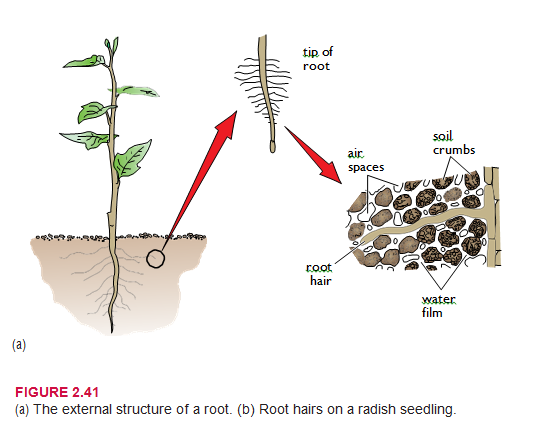 tip of
root
soil
crumbs
air
spaces
root
hair
water
film
(a)
FIGURE 2.41
(a) The external structure of a root. (b) Root hairs on a radish seedling.